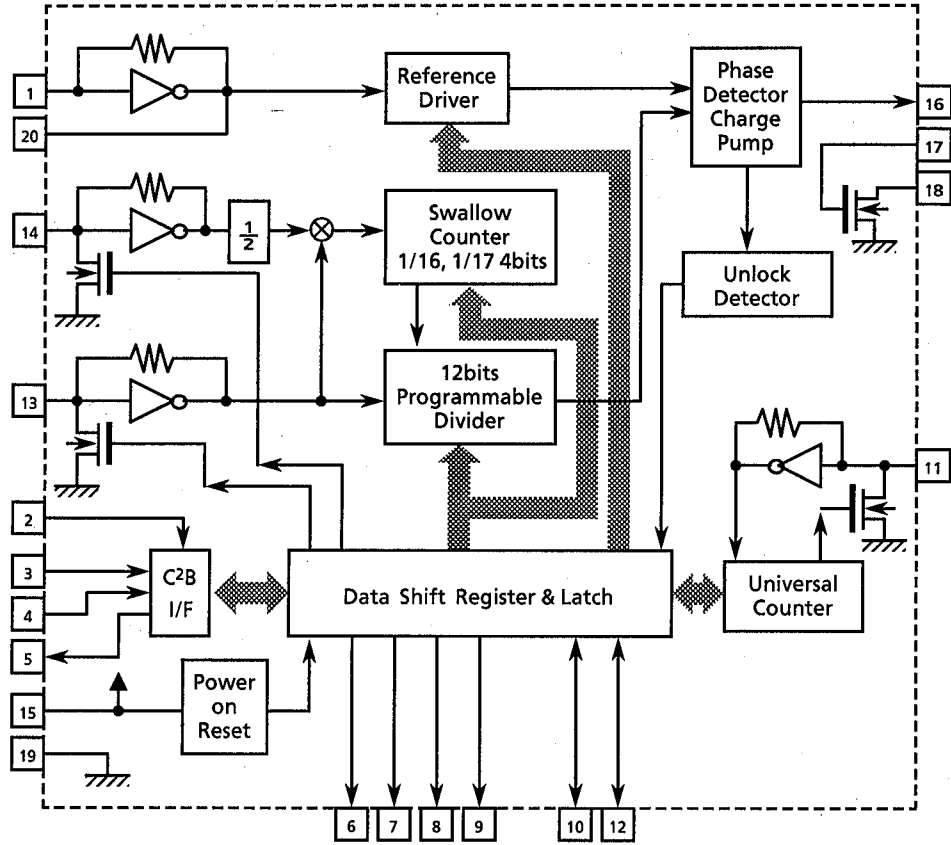 1
20
Reference
Driver
Phase
Detector
Charge
Pump
16
17
18
14
1
2
Swallow
Counter
1/16, 1/17 4bits
Unlock
Detector
13
12bits
Programmable
Divider
11
2
3
4
5
C²B
I/F
Data Shift Register & Latch
Universal
Counter
15
Power
on
Reset
19
6
7
8
9
10
12